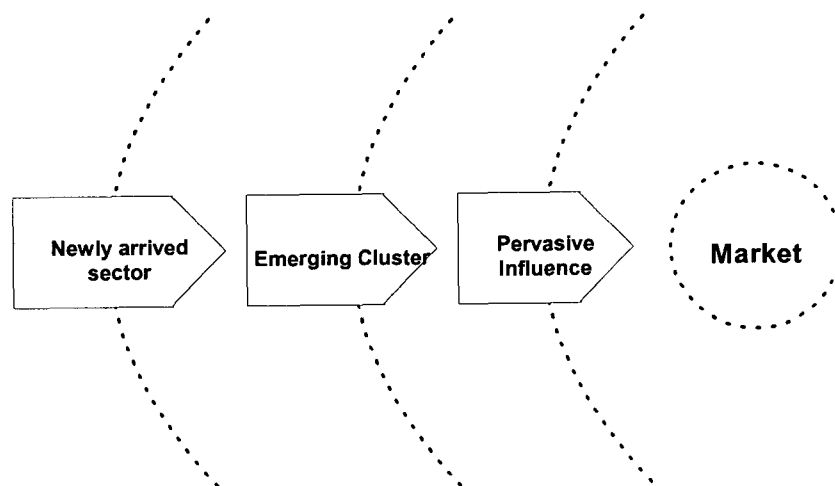 Newly arrived
sector
Emerging Cluster
Pervasive
Influence
Market